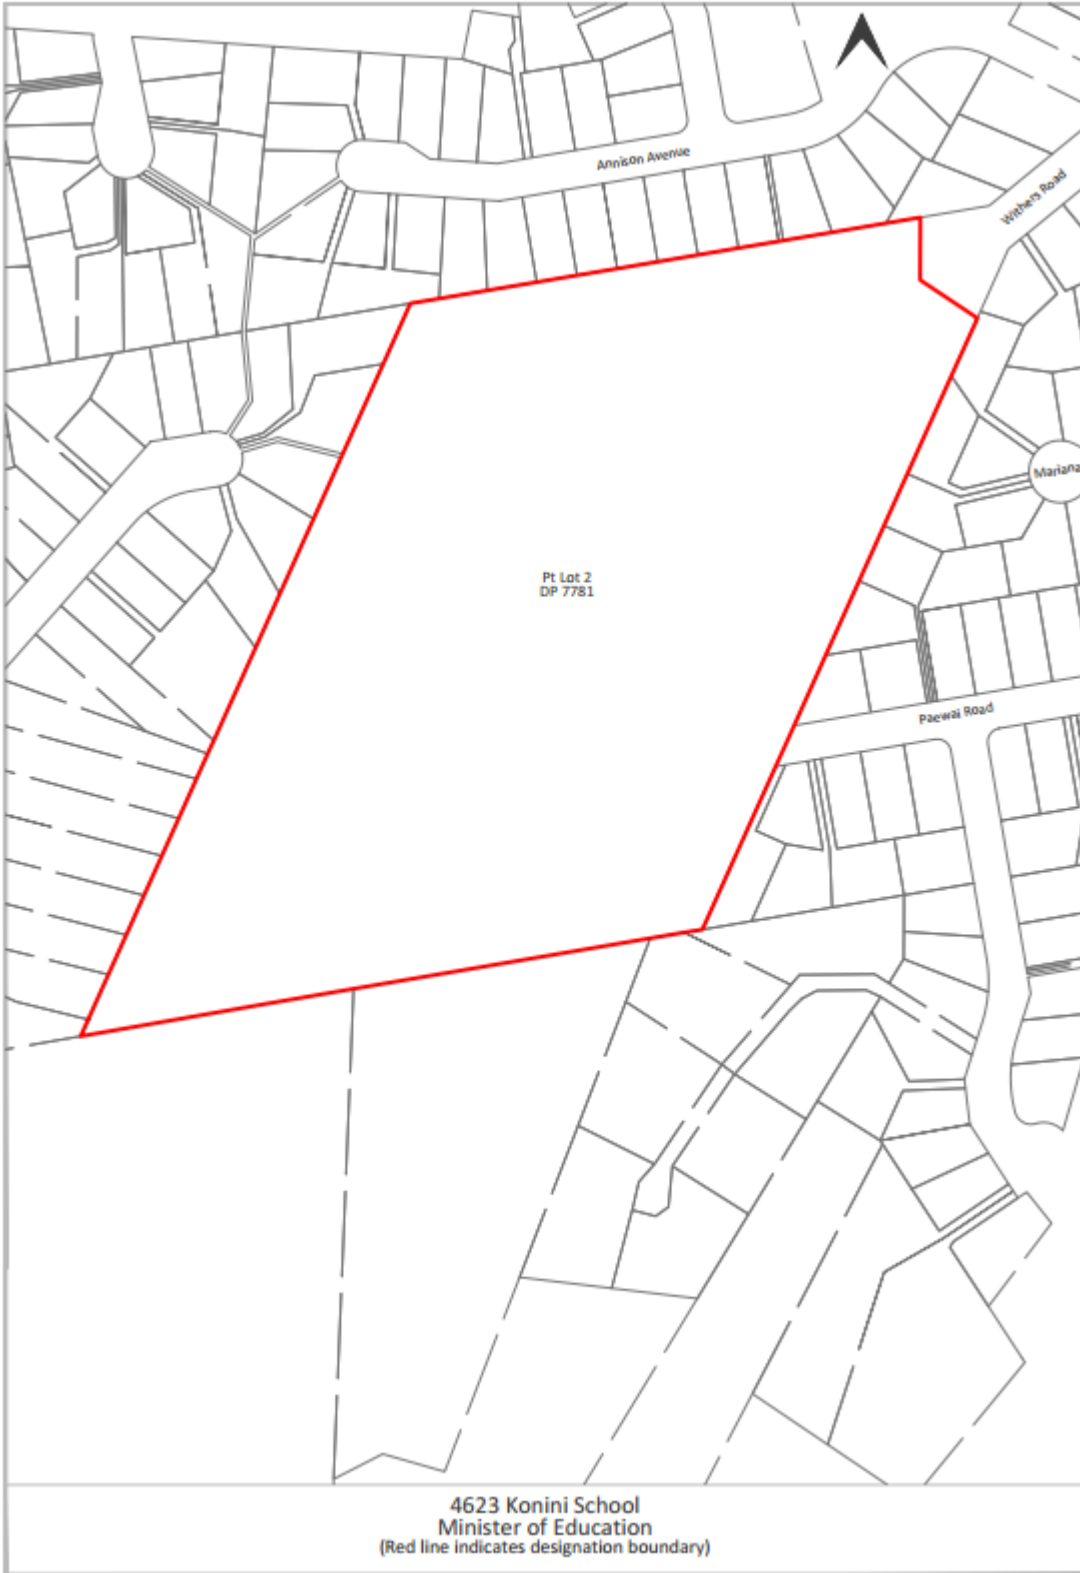 Annison Avenue
Withers Road
Mariana
Pt Lot 2
DP 7781
Paewai Road
4623 Konini School
Minister of Education
(Red line indicates designation boundary)